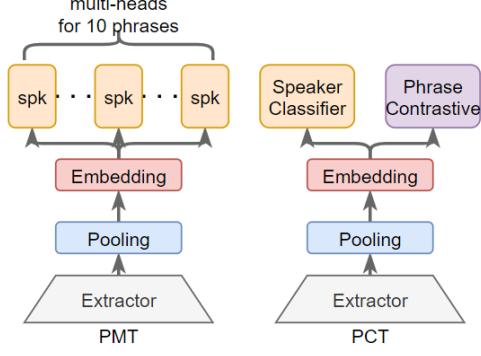 multi-heads
for 10 phrases
spk · · · spk · · · spk
Embedding
Pooling
Extractor
PMT
Speaker
Classifier
Phrase
Contrastive
Embedding
Pooling
Extractor
PCT